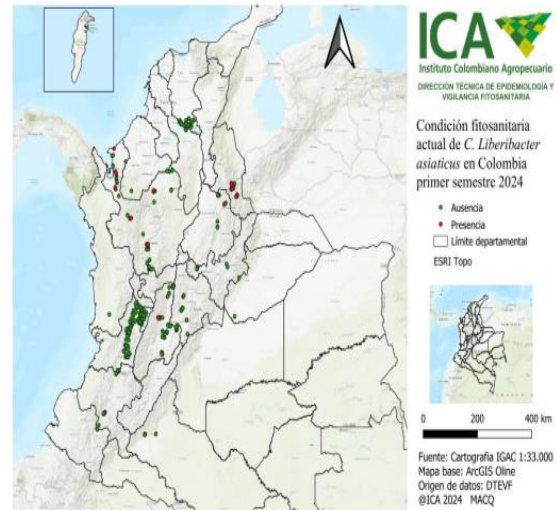 ICA
Instituto Colombiano Agropecuario
DIRECCIÓN TÉCNICA DE EPIDEMIOLOGÍA Y
VIGILANCIA FITOSANITARIA
Condición fitosanitaria
actual de C. Liberibacter
asiaticus en Colombia
primer semestre 2024
Ausencia
Presencia
Límite departamental
ESRI Topo
0 200 400 km
Fuente: Cartografía IGAC 1:33.000
Mapa base: ArcGIS Oline
Origen de datos: DTEVF
@ICA 2024 MACQ